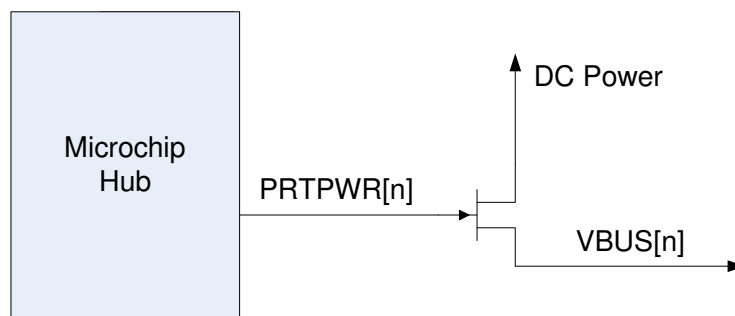 DC Power
Microchip
Hub
PRTPWR[n]
VBUS[n]